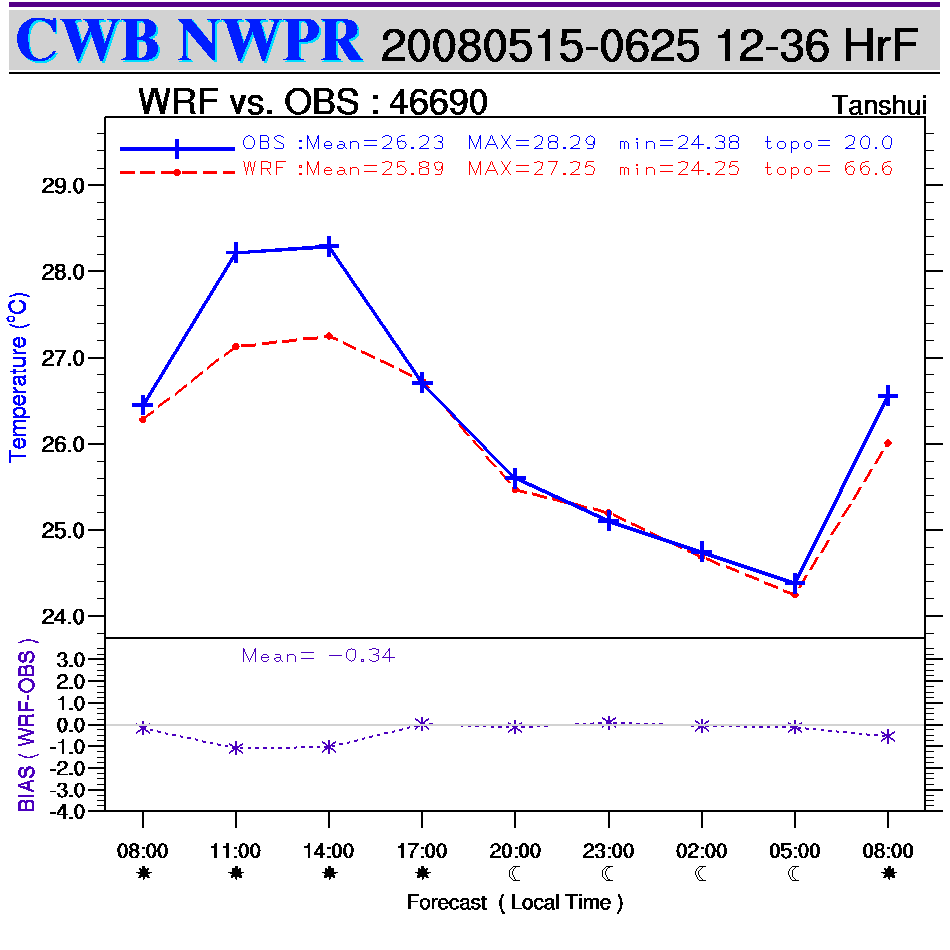 CWB NWPR 20080515-0625 12-36 HrF
WRF vs. OBS : 46690
Tanshui
OBS :Mean=26.23 MAX=28.29 min=24.38 topo= 20.0
WRF :Mean=25.89 MAX=27.25 min=24.25 topo= 66.6
Temperature (°C)
29.0
28.0
27.0
26.0
25.0
24.0
BIAS ( WRF-OBS )
Mean= -0.34
3.0
2.0
1.0
0.0
-1.0
-2.0
-3.0
-4.0
08:00 11:00 14:00 17:00 20:00 23:00 02:00 05:00 08:00
Forecast ( Local Time )